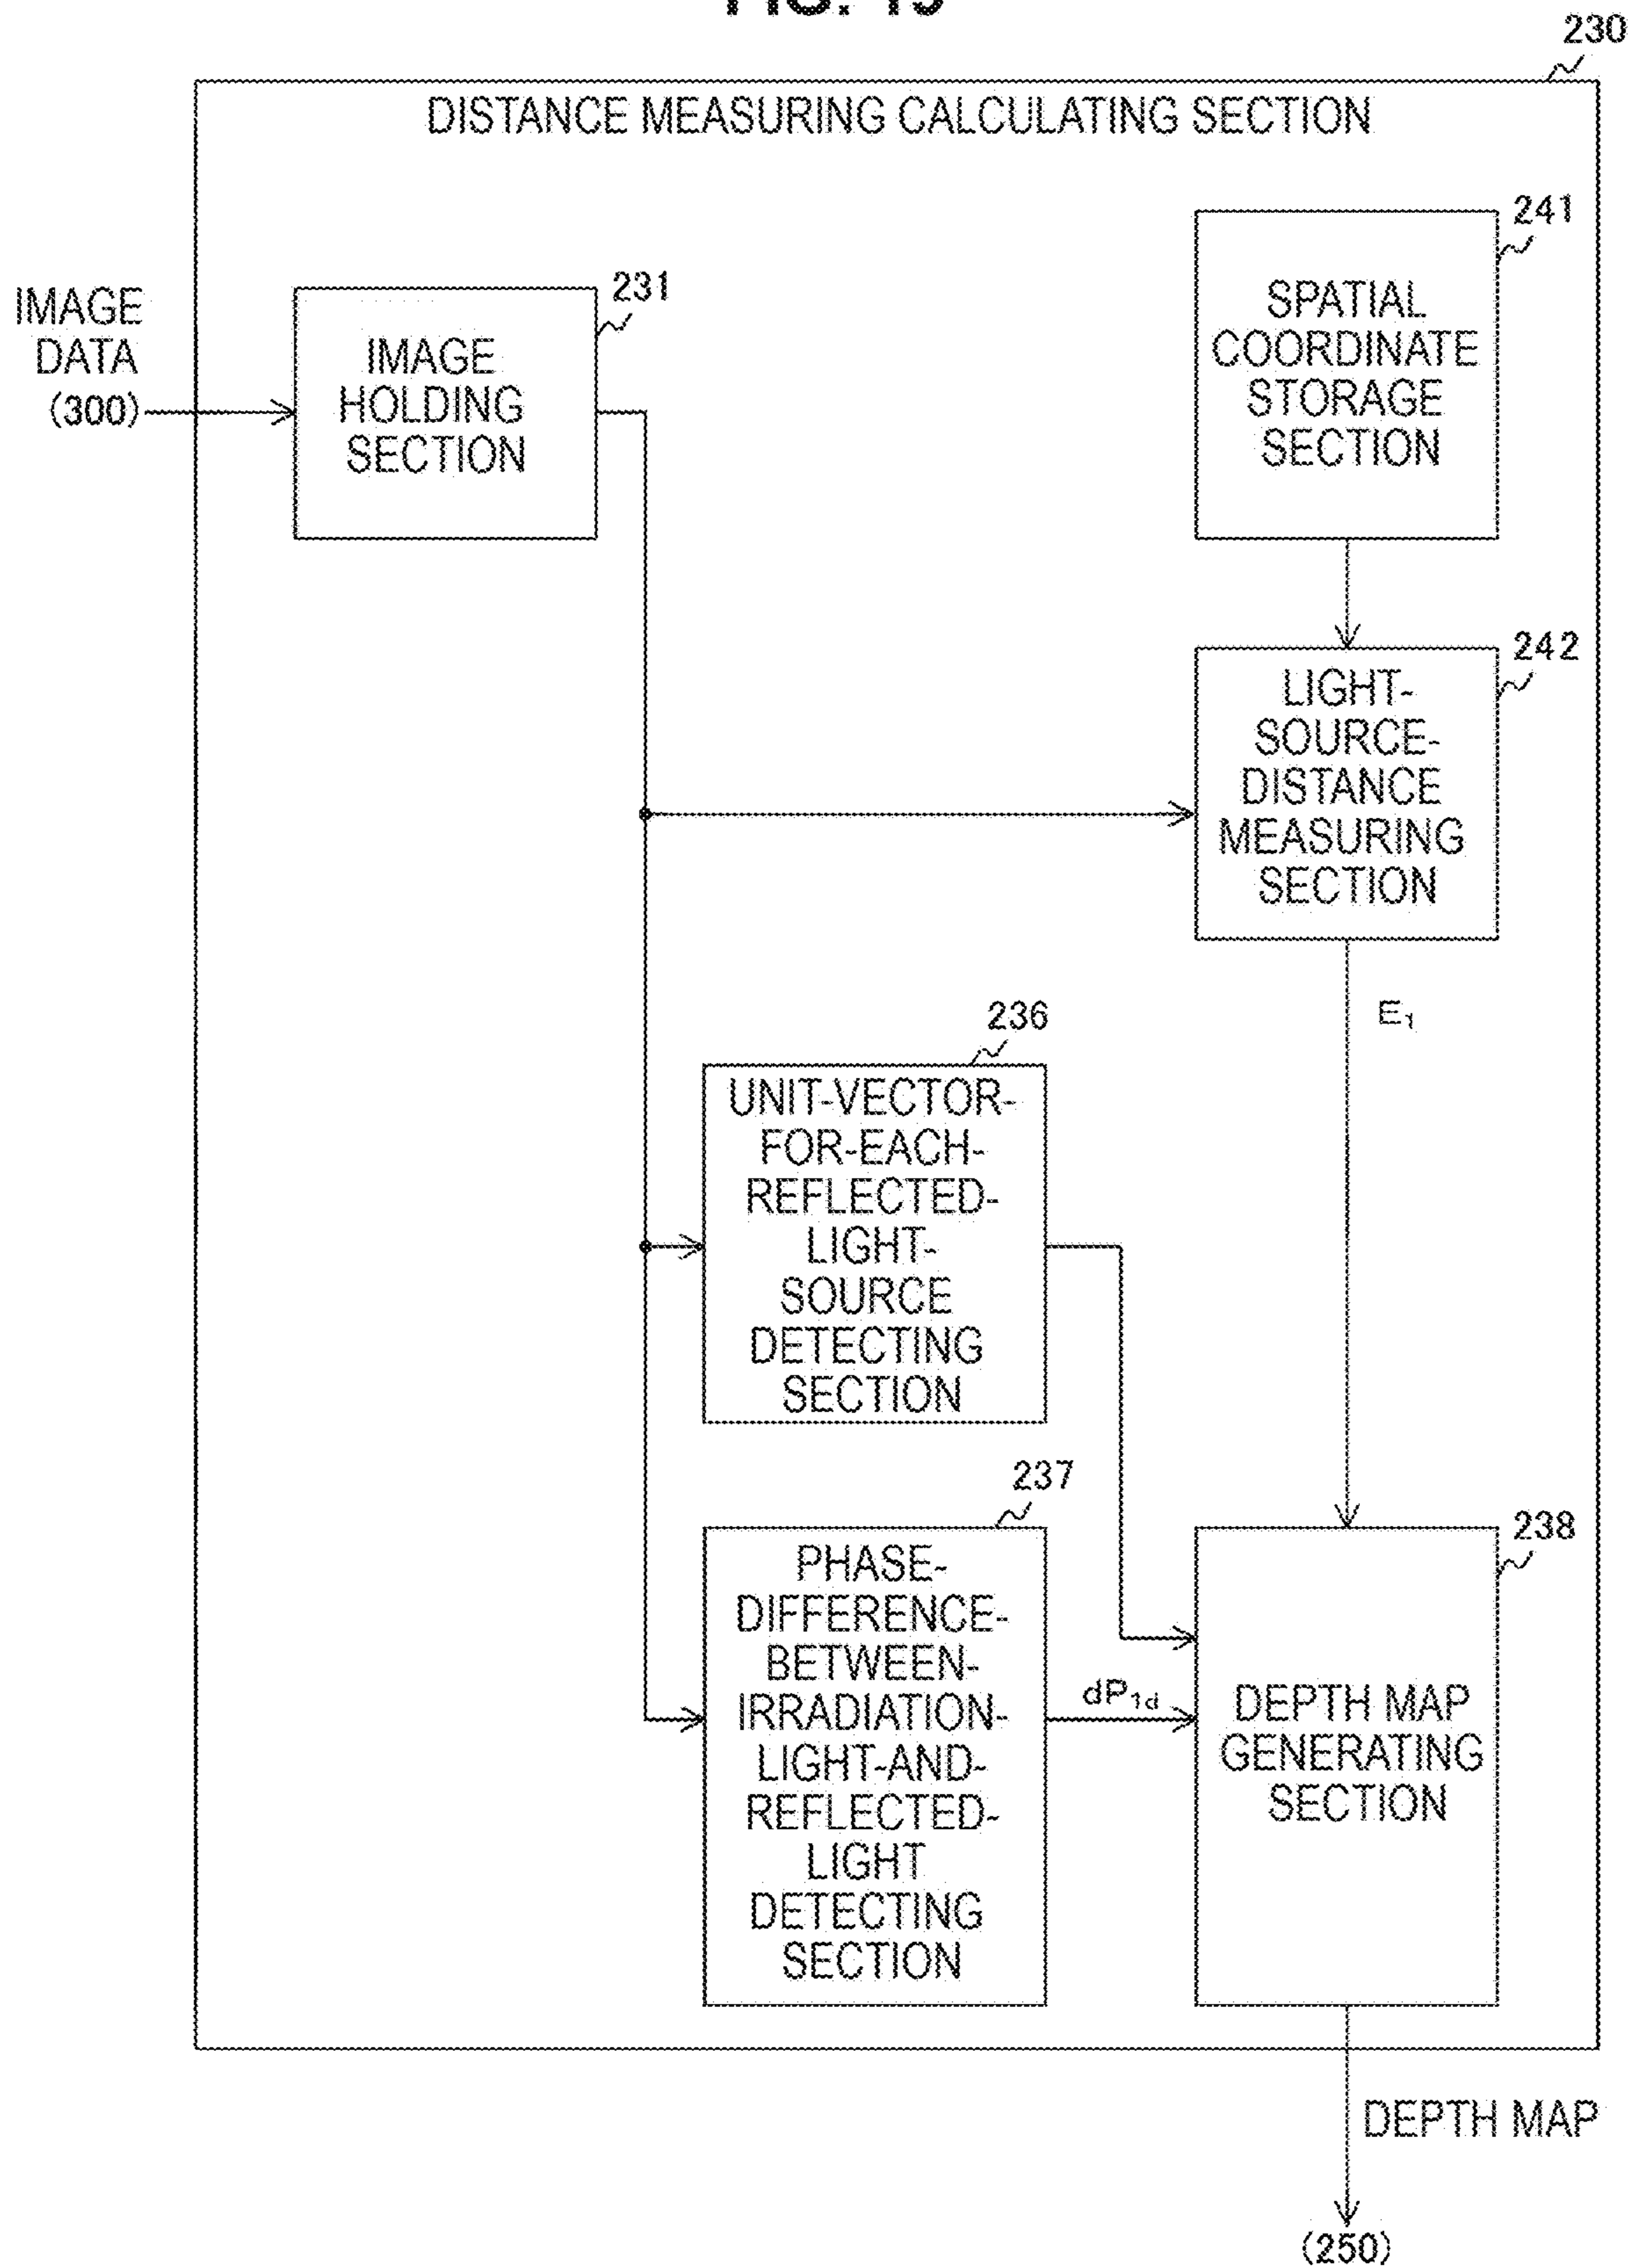 230
DISTANCE MEASURING CALCULATING SECTION
241
SPATIAL
COORDINATE
STORAGE
SECTION
231
IMAGE
DATA
(300)
IMAGE
HOLDING
SECTION
242
LIGHT-
SOURCE-
DISTANCE
MEASURING
SECTION
E1
236
UNIT-VECTOR-
FOR-EACH-
REFLECTED-
LIGHT-
SOURCE
DETECTING
SECTION
237
PHASE-
DIFFERENCE-
BETWEEN-
IRRADIATION-
LIGHT-AND-
REFLECTED-
LIGHT
DETECTING
SECTION
dP1d
238
DEPTH MAP
GENERATING
SECTION
DEPTH MAP
(250)